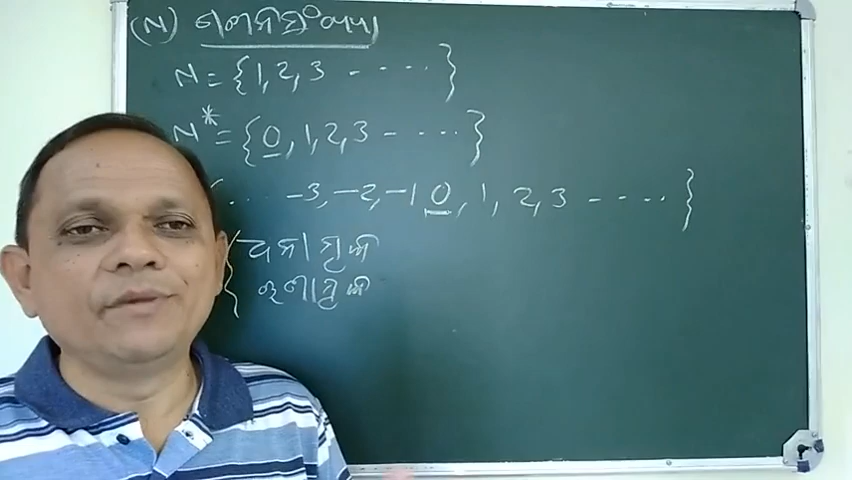 (N) ଗଣନସଂଖ୍ୟା
N = {1, 2, 3 - - - - . . }
N* = {0, 1, 2, 3 - - - . . . }
. . . -3, -2, -1 0, 1, 2, 3 - - - . . }
ଧନାତ୍ମକ
ଋଣାତ୍ମକ